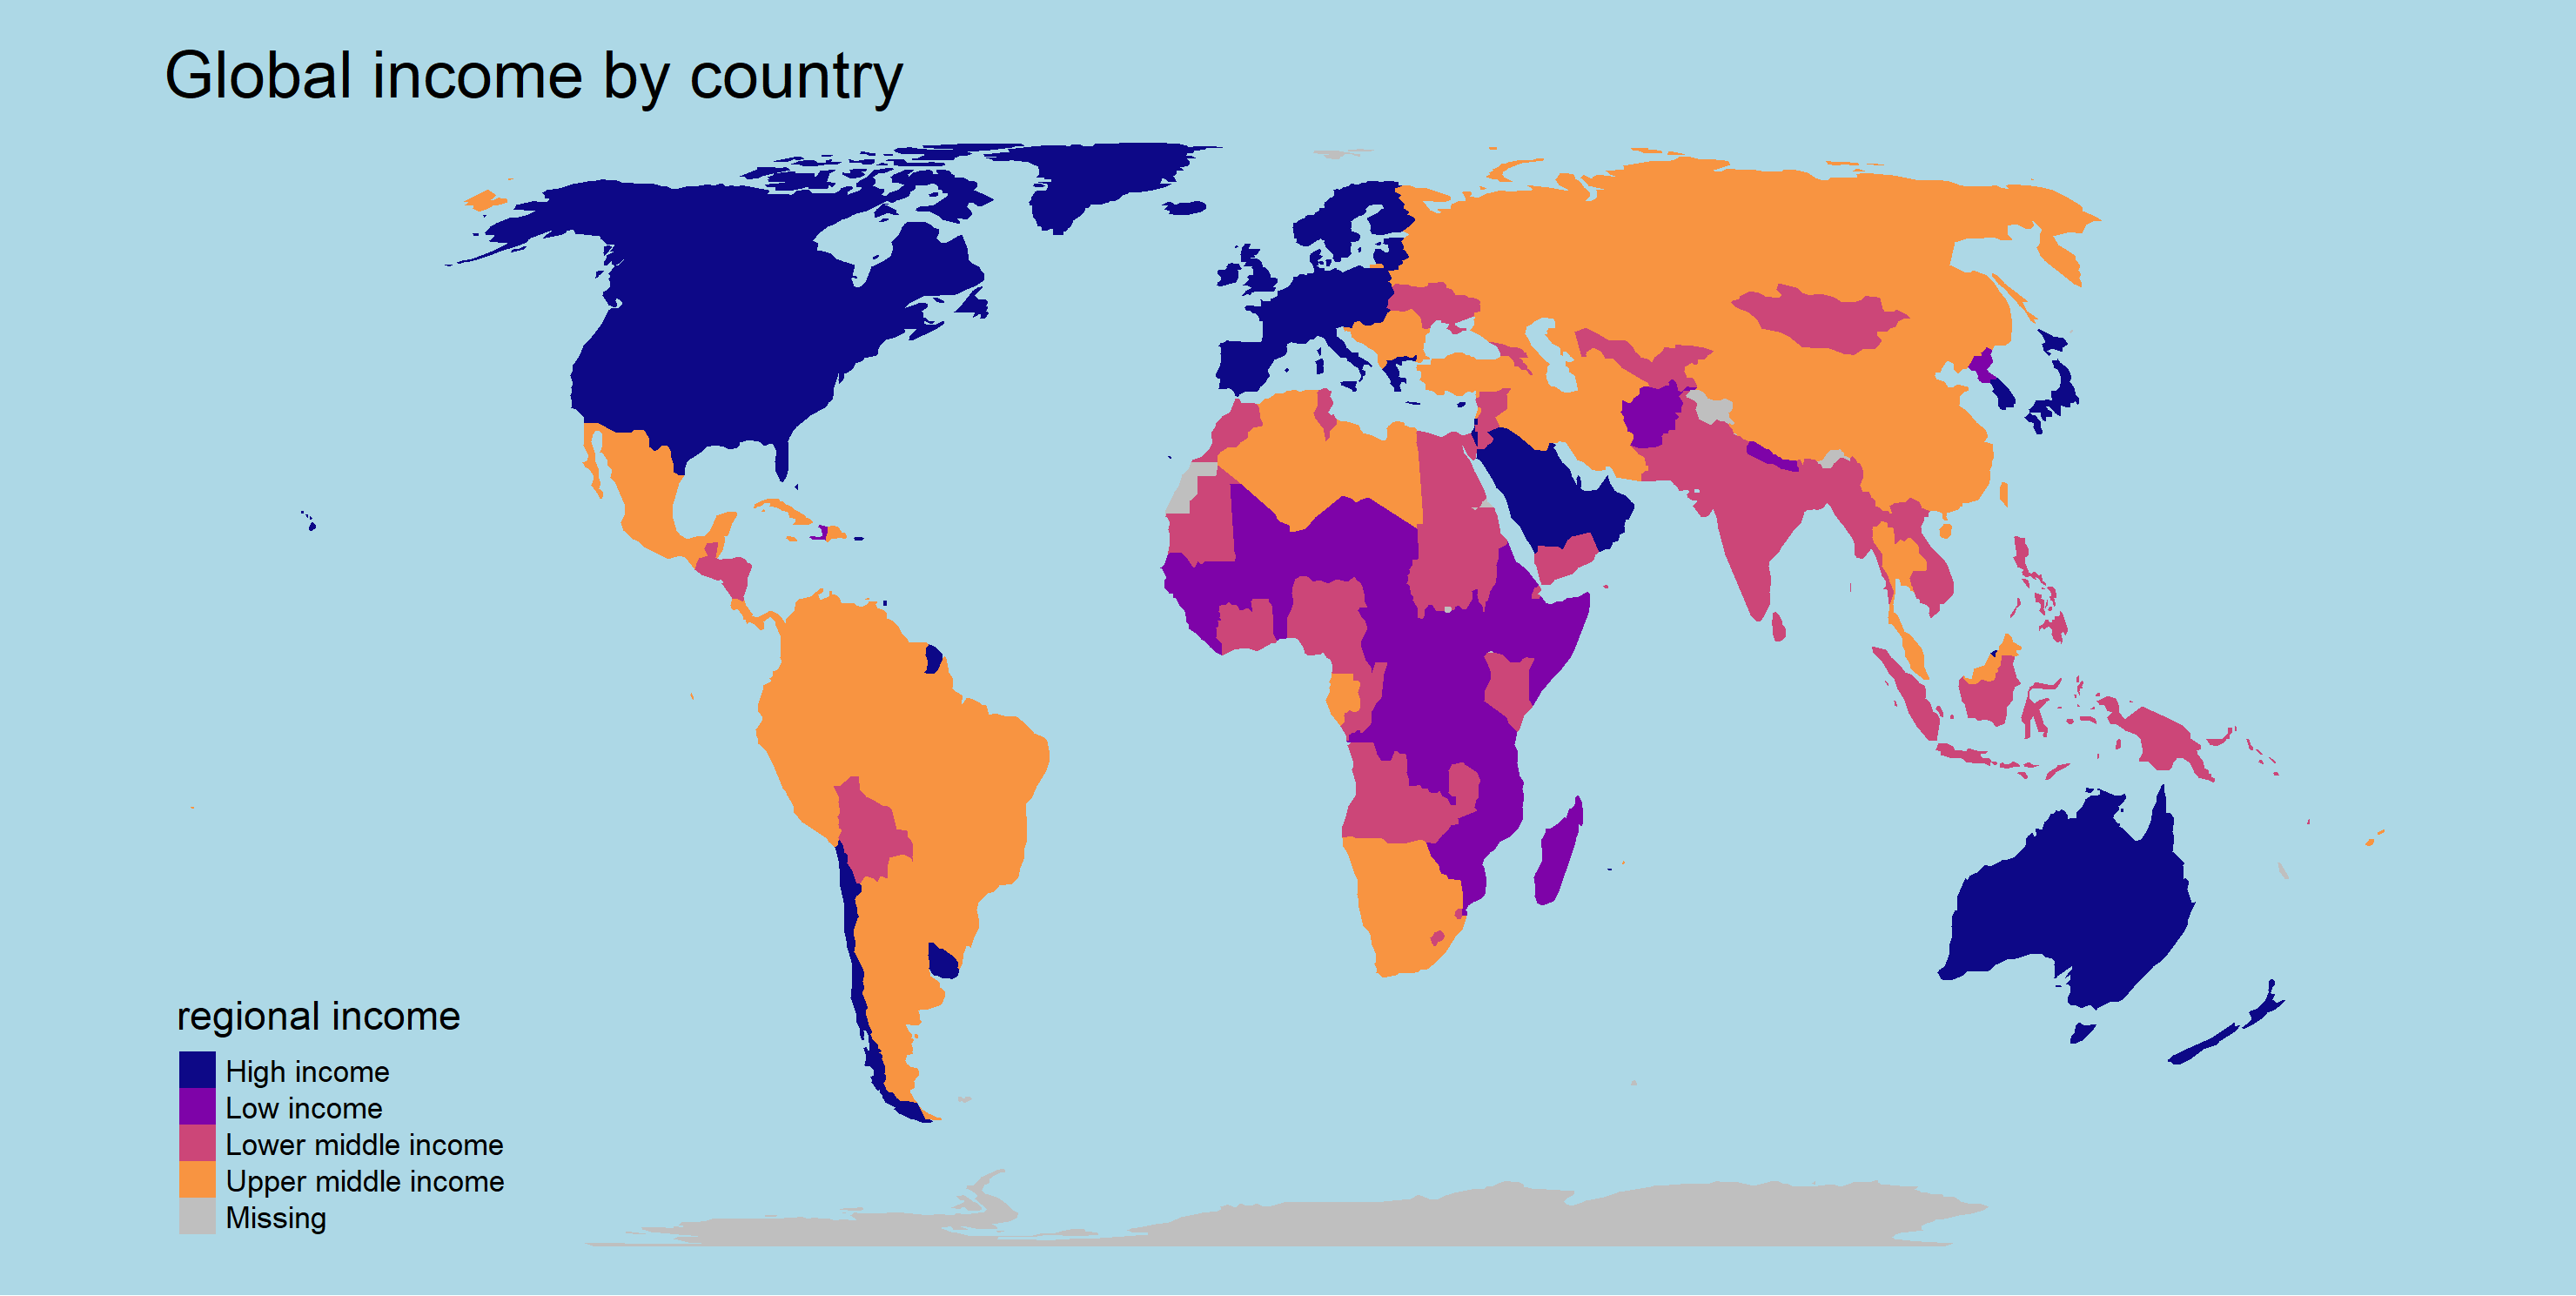 Global income by country
regional income
High income
Low income
Lower middle income
Upper middle income
Missing